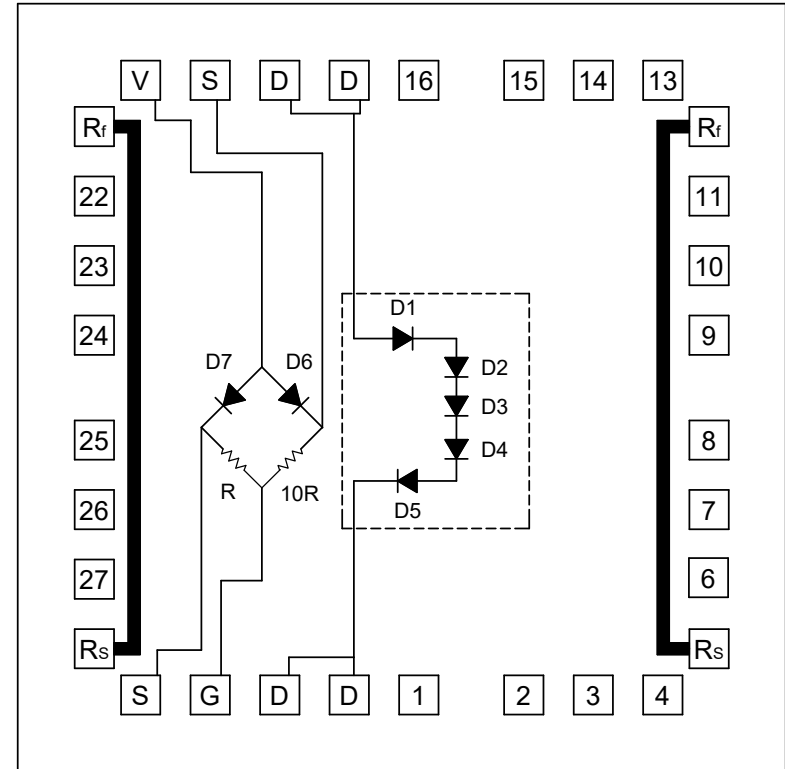 V S D D 16 15 14 13
Rf Rf
22 11
23 10
24 D1 9
D7 D6 D2
D3
25 D4 8
R 10R
26 D5 7
27 6
Rs Rs
S G D D 1 2 3 4